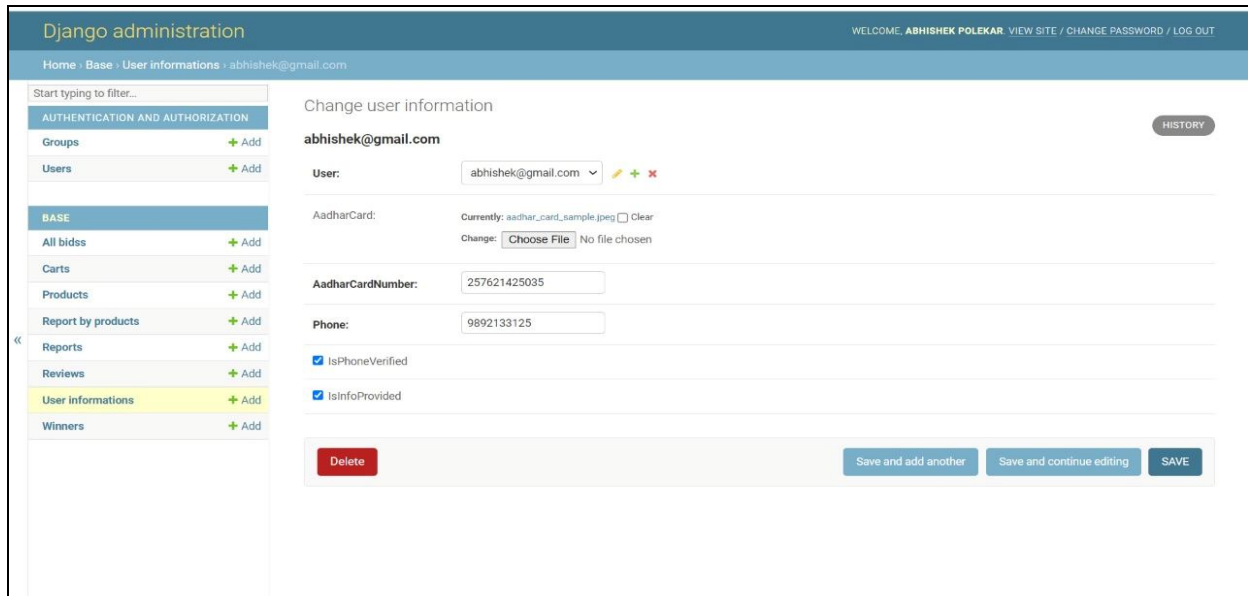 Django administration
WELCOME, ABHISHEK POLEKAR. VIEW SITE / CHANGE PASSWORD / LOG OUT
Home › Base › User informations › abhishek@gmail.com
Start typing to filter...
AUTHENTICATION AND AUTHORIZATION
Groups + Add
Users + Add
BASE
All bidss + Add
Carts + Add
Products + Add
Report by products + Add
Reports + Add
Reviews + Add
User informations + Add
Winners + Add
«
Change user information
HISTORY
abhishek@gmail.com
User: abhishek@gmail.com
AadharCard: Currently: aadhar_card_sample.jpeg Clear
Change: Choose File No file chosen
AadharCardNumber: 257621425035
Phone: 9892133125
IsPhoneVerified
IsInfoProvided
Delete Save and add another Save and continue editing SAVE